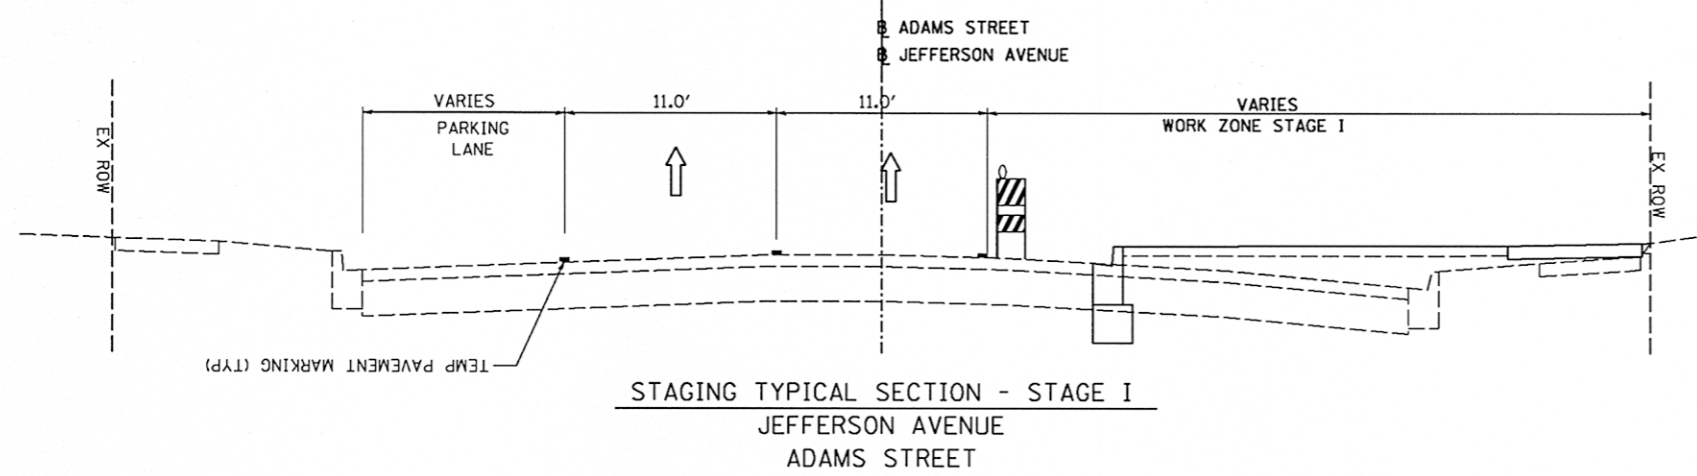 ⴆ ADAMS STREET
ⴆ JEFFERSON AVENUE
VARIES
11.0'
11.0'
VARIES
PARKING
LANE
WORK ZONE STAGE I
EX ROW
EX ROW
TEMP PAVEMENT MARKING (TYP)
STAGING TYPICAL SECTION - STAGE I
JEFFERSON AVENUE
ADAMS STREET